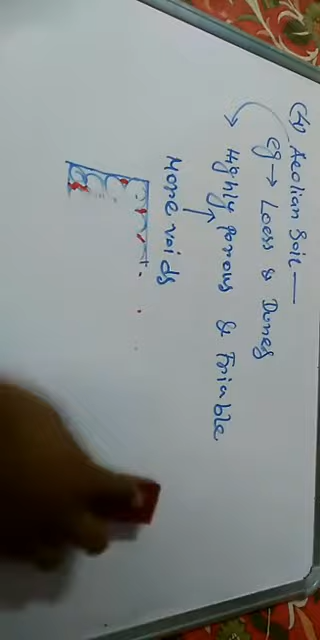 (4) Aeolian Soil —
eg → Loess & Dunes
→ Highly porous & Friable
More voids